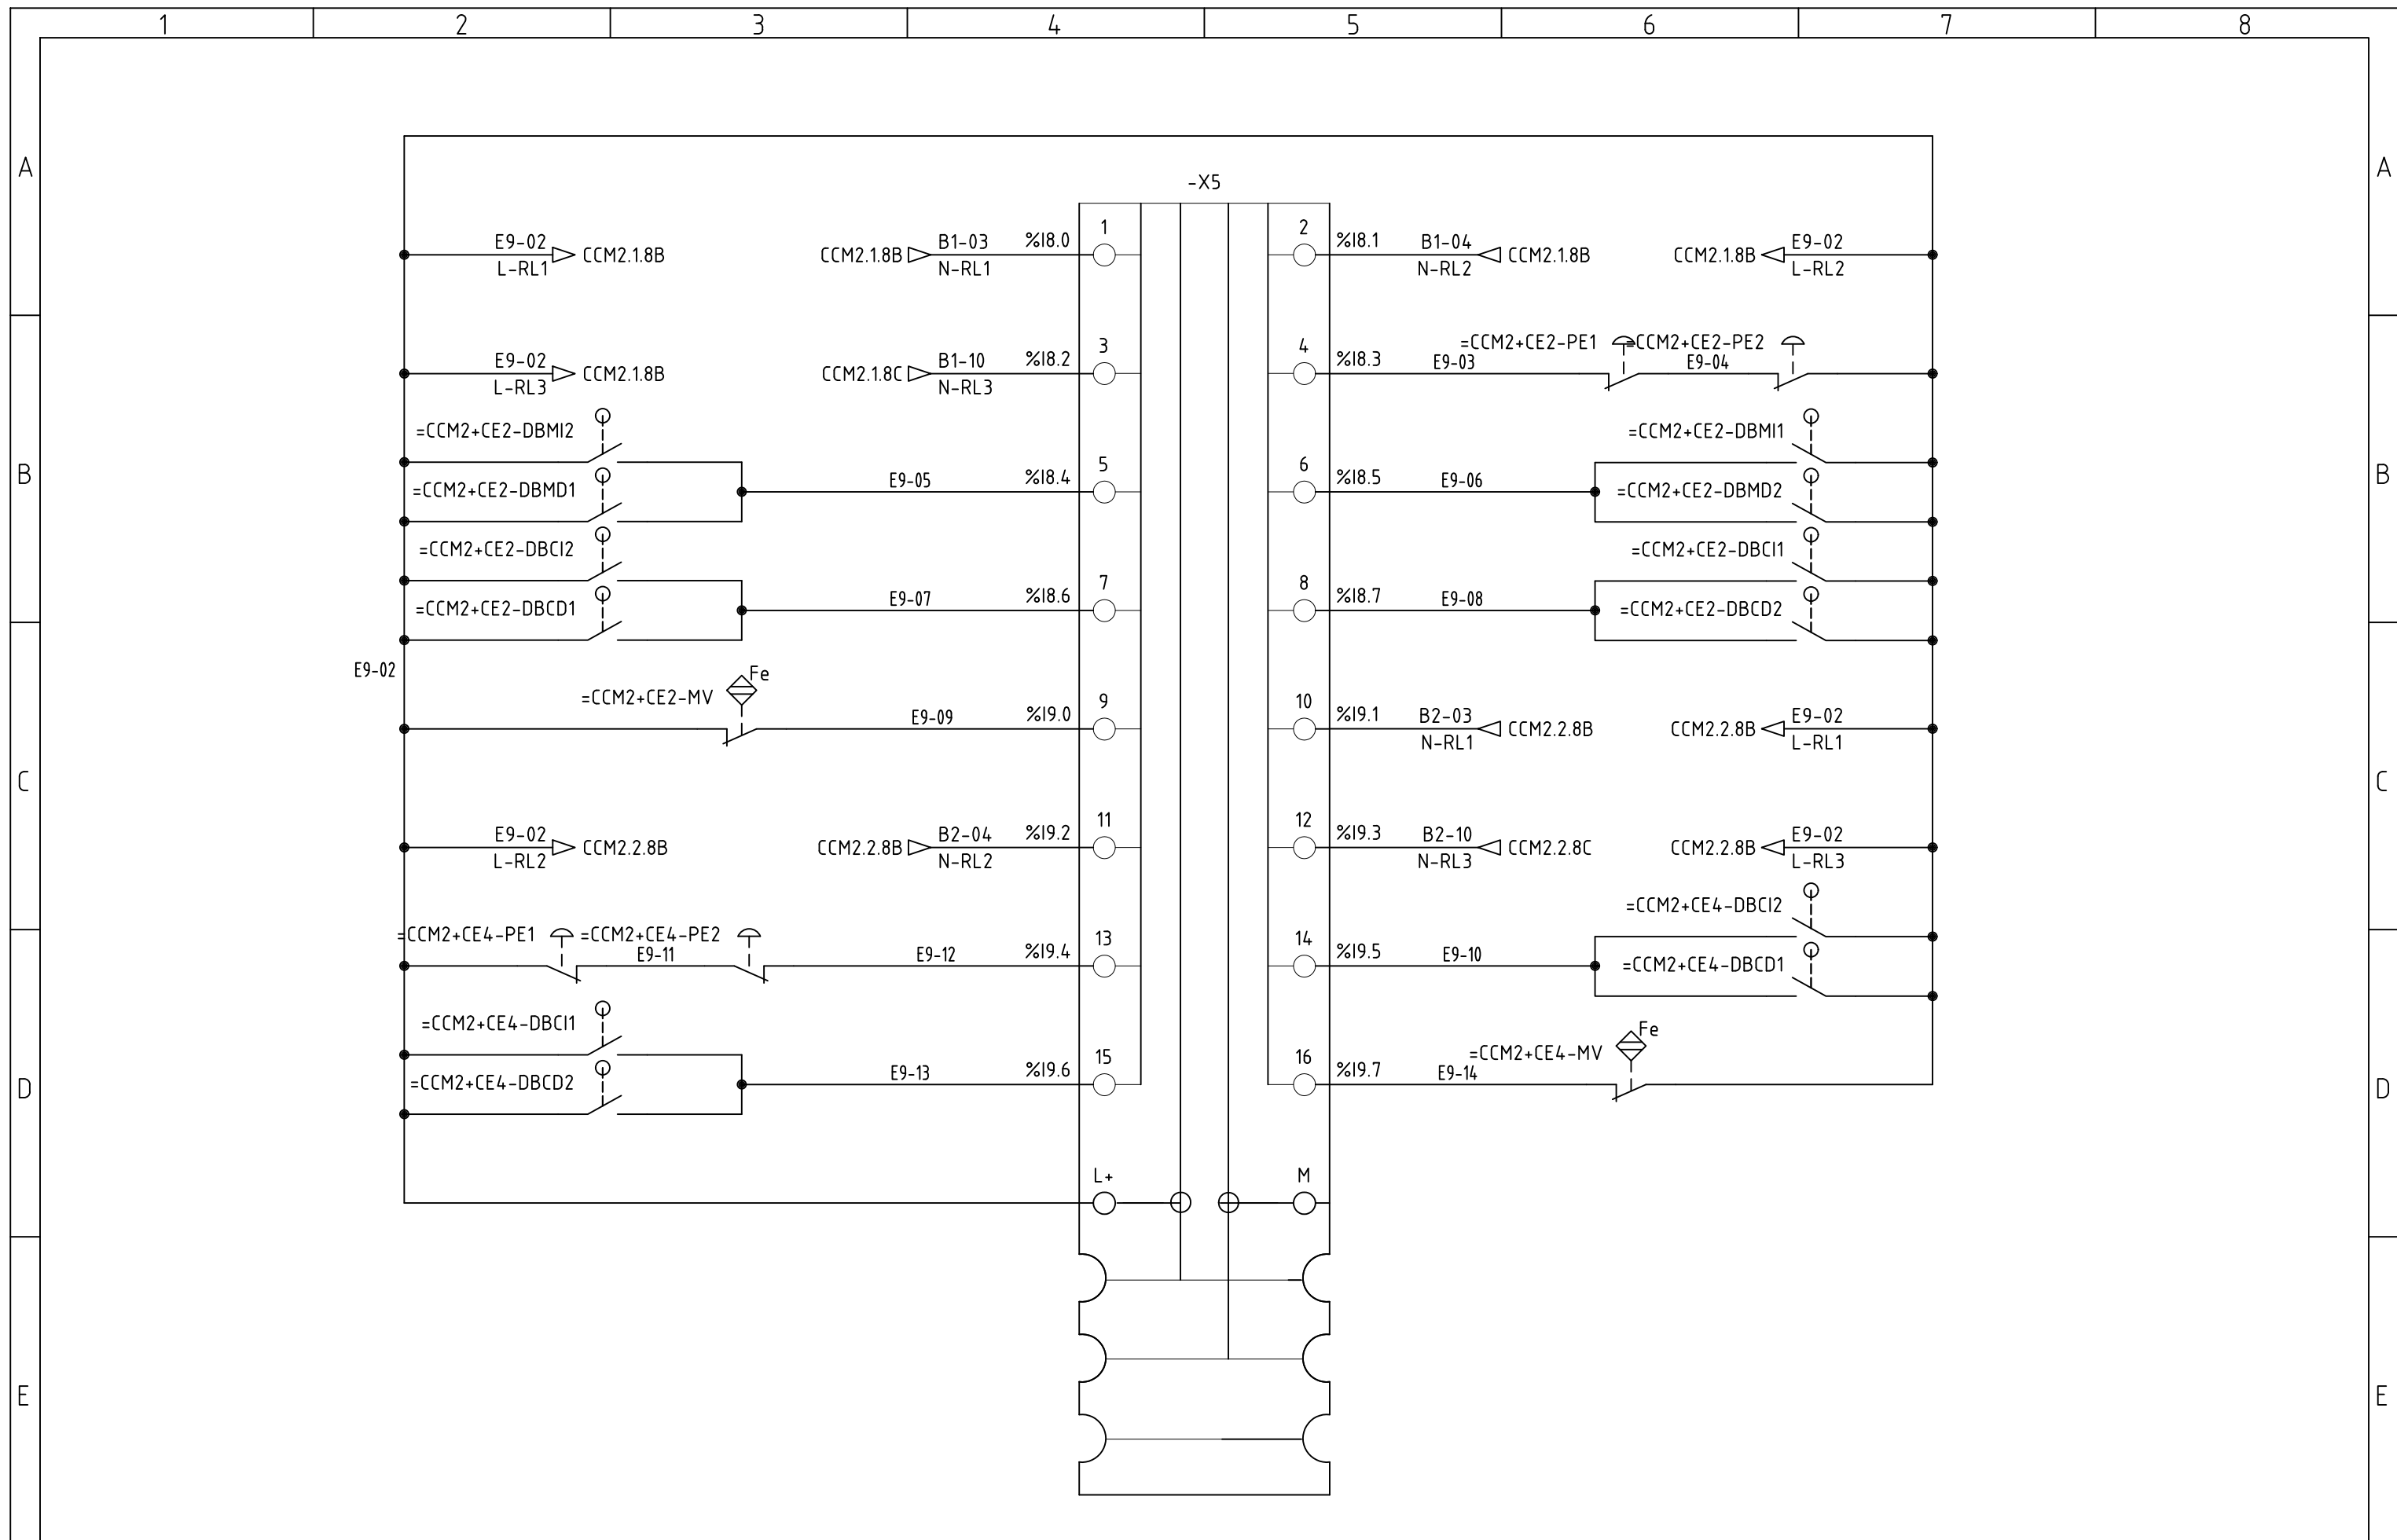 1 2 3 4 5 6 7 8
A A
-X5
1 2
E9-02 CCM2.1.8B CCM2.1.8B B1-03 %I8.0 %I8.1 B1-04 CCM2.1.8B CCM2.1.8B E9-02
L-RL1 N-RL1 N-RL2 L-RL2
=CCM2+CE2-PE1 =CCM2+CE2-PE2
3 4
E9-02 CCM2.1.8B CCM2.1.8C B1-10 %I8.2 %I8.3 E9-03 E9-04
L-RL3 N-RL3
=CCM2+CE2-DBMI2 =CCM2+CE2-DBMI1
5 6
B B
E9-05 %I8.4 %I8.5 E9-06
=CCM2+CE2-DBMD1 =CCM2+CE2-DBMD2
=CCM2+CE2-DBCI2 =CCM2+CE2-DBCI1
7 8
E9-07 %I8.6 %I8.7 E9-08
=CCM2+CE2-DBCD1 =CCM2+CE2-DBCD2
E9-02 Fe
=CCM2+CE2-MV
9 10
E9-09 %I9.0 %I9.1 B2-03 CCM2.2.8B CCM2.2.8B E9-02
N-RL1 L-RL1
C C
11 12
E9-02 CCM2.2.8B CCM2.2.8B B2-04 %I9.2 %I9.3 B2-10 CCM2.2.8C CCM2.2.8B E9-02
L-RL2 N-RL2 N-RL3 L-RL3
=CCM2+CE4-DBCI2
=CCM2+CE4-PE1 =CCM2+CE4-PE2
13 14
E9-11 E9-12 %I9.4 %I9.5 E9-10
=CCM2+CE4-DBCD1
=CCM2+CE4-DBCI1 Fe
=CCM2+CE4-MV
15 16
E9-13 %I9.6 %I9.7 E9-14
=CCM2+CE4-DBCD2
D D
L+ M
E E